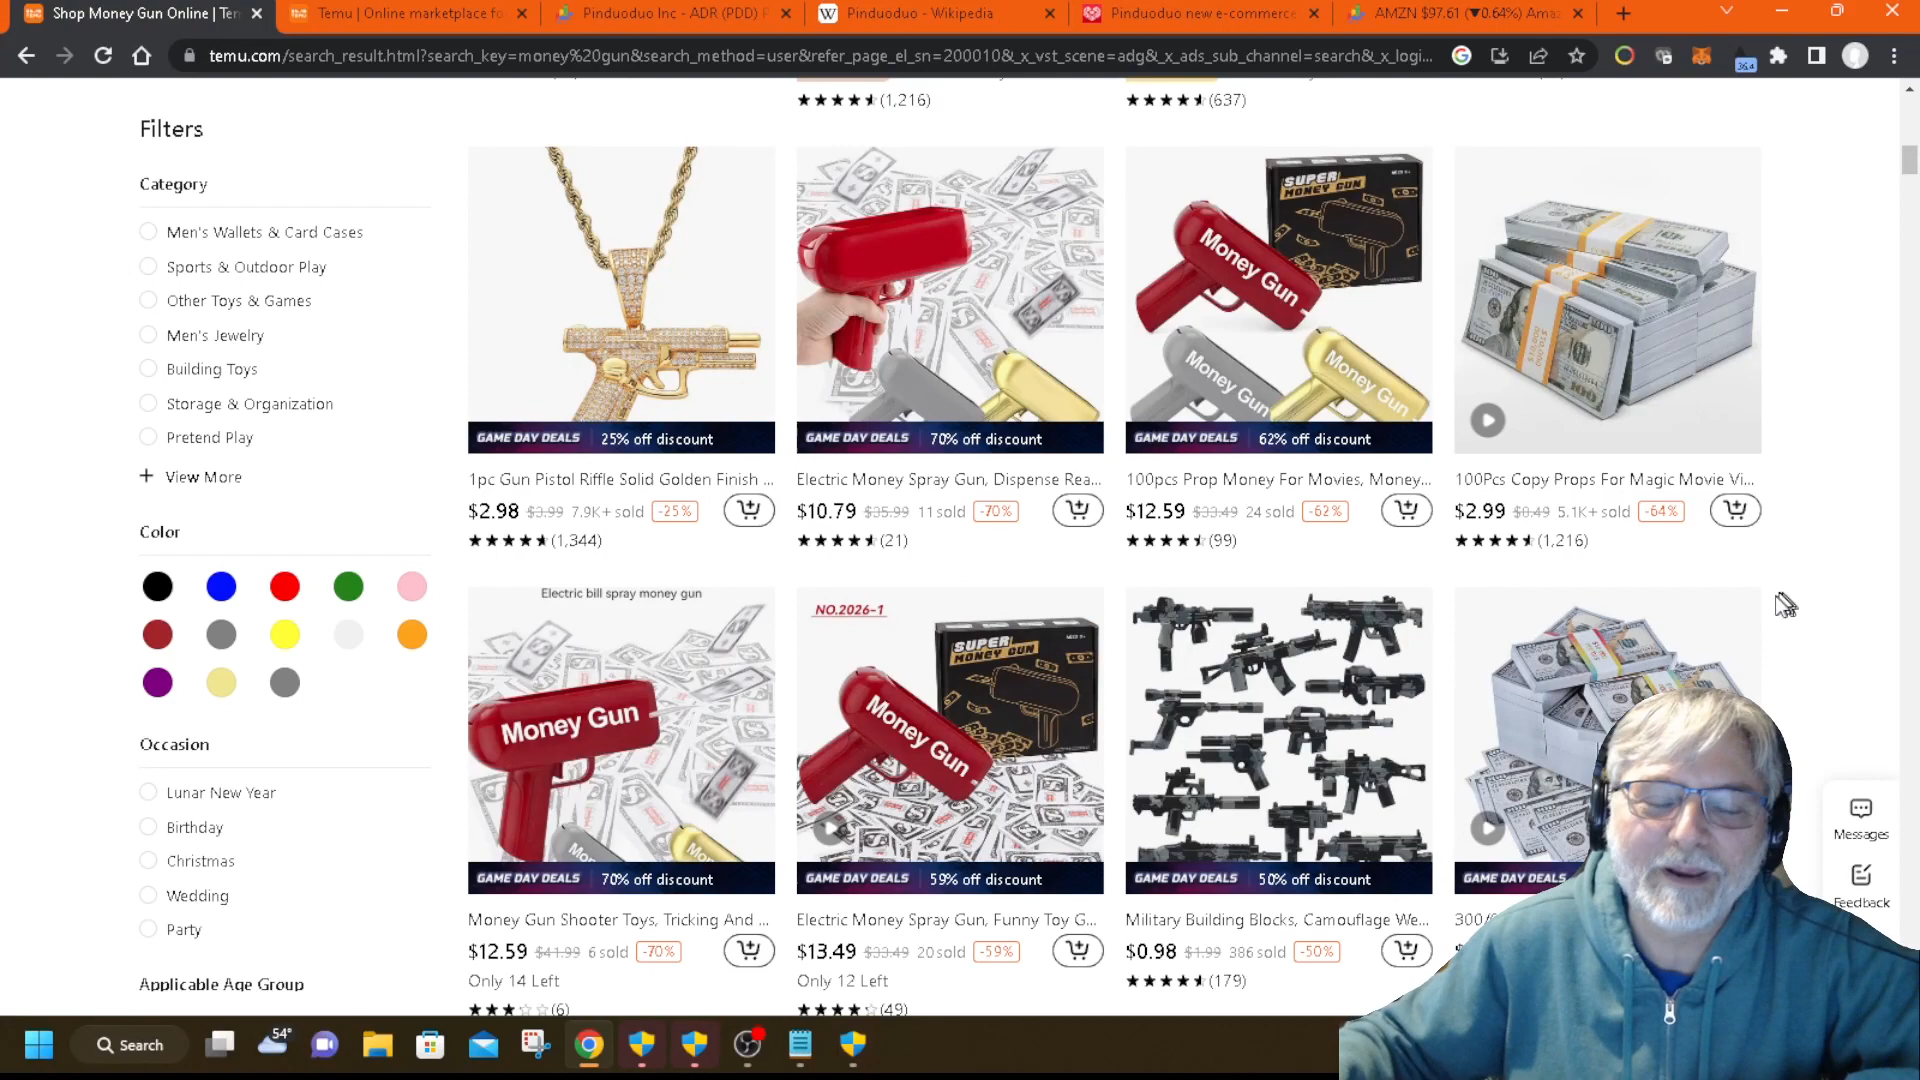 Shop Money Gun Online | Ten
Temu | Online marketplace fo
Pinduoduo Inc - ADR (PDD) P
Pinduoduo - Wikipedia
Pinduoduo new e-commerce
AMZN $97.61 (▼0.64%) Amaz
temu.com/search_result.html?search_key=money%20gun&search_method=user&refer_page_el_sn=200010&_x_vst_scene=adg&_x_ads_sub_channel=search&_x_logi...
36.4
(1,216)
(637)
Filters
Category
Men's Wallets & Card Cases
Sports & Outdoor Play
Other Toys & Games
Men's Jewelry
Building Toys
Storage & Organization
Pretend Play
+ View More
Color
Occasion
Lunar New Year
Birthday
Christmas
Wedding
Party
Applicable Age Group
GAME DAY DEALS 25% off discount
1pc Gun Pistol Riffle Solid Golden Finish ...
$2.98 $3.99 7.9K+ sold -25%
(1,344)
GAME DAY DEALS 70% off discount
Electric Money Spray Gun, Dispense Rea...
$10.79 $35.99 11 sold -70%
(21)
SUPER
MONEY GUN
Money Gun
Money Gun
Money Gun
GAME DAY DEALS 62% off discount
100pcs Prop Money For Movies, Money...
$12.59 $33.49 24 sold -62%
(99)
100
100Pcs Copy Props For Magic Movie Vi...
$2.99 $8.49 5.1K+ sold -64%
(1,216)
Electric bill spray money gun
Money Gun
GAME DAY DEALS 70% off discount
Money Gun Shooter Toys, Tricking And ...
$12.59 $41.99 6 sold -70%
Only 14 Left
(6)
NO.2026-1
SUPER
MONEY GUN
Money Gun
GAME DAY DEALS 59% off discount
Electric Money Spray Gun, Funny Toy G...
$13.49 $33.49 20 sold -59%
Only 12 Left
(49)
GAME DAY DEALS 50% off discount
Military Building Blocks, Camouflage We...
$0.98 $1.99 386 sold -50%
(179)
GAME DAY DEALS
Messages
Feedback
Search
54°